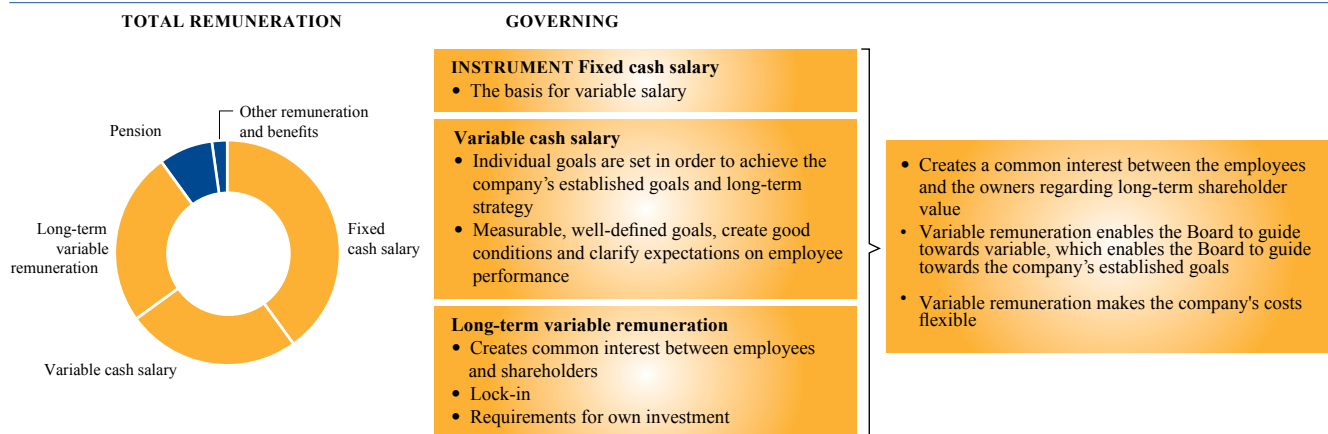 TOTAL REMUNERATION
Other remuneration
and benefits
Pension
Long-term
variable
remuneration
Fixed
cash salary
Variable cash salary
GOVERNING
INSTRUMENT Fixed cash salary
• The basis for variable salary
Variable cash salary
• Individual goals are set in order to achieve the
company’s established goals and long-term
strategy
• Measurable, well-defined goals, create good
conditions and clarify expectations on employee
performance
Long-term variable remuneration
• Creates common interest between employees
and shareholders
• Lock-in
• Requirements for own investment
• Creates a common interest between the employees
and the owners regarding long-term shareholder
value
• Variable remuneration enables the Board to guide
towards variable, which enables the Board to guide
towards the company’s established goals
• Variable remuneration makes the company's costs
flexible